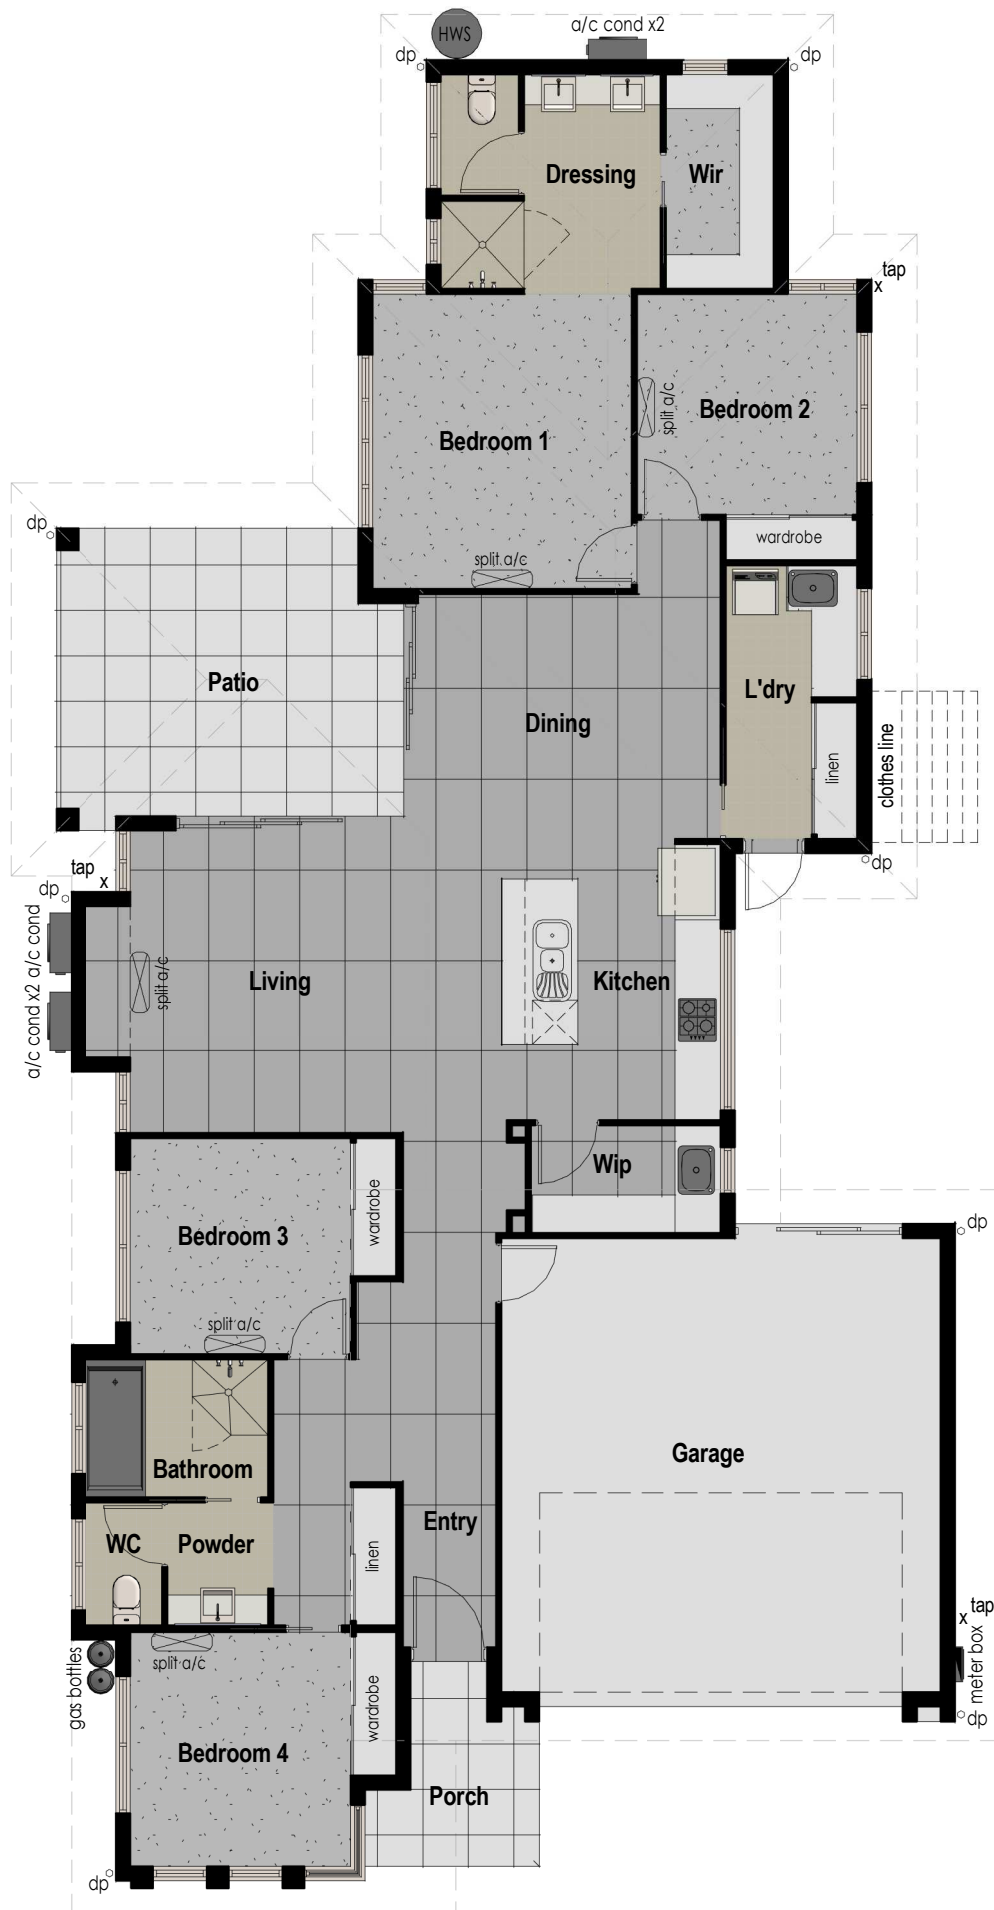 a/c cond x2
HWS
dp
dp
Dressing
Wir
tap
x
Bedroom 2
split a/c
Bedroom 1
dp
wardrobe
split a/c
Patio
L'dry
Dining
clothes line
linen
dp
tap
x
dp
a/c cond x2 a/c cond
split a/c
Living
Kitchen
Wip
wardrobe
dp
Bedroom 3
split a/c
Garage
Bathroom
Entry
WC
Powder
linen
tap
x
meter box
split a/c
gas bottles
wardrobe
dp
Bedroom 4
Porch
dp